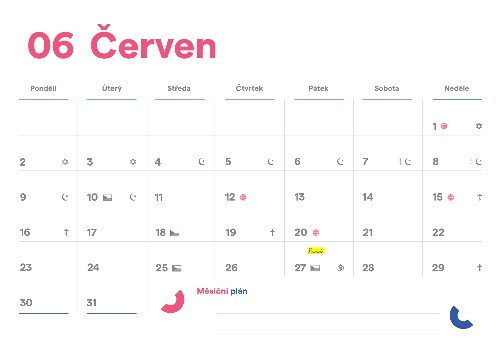 06 Červen
Pondělí Úterý Středa Čtvrtek Pátek Sobota Neděle
1
2 3 4 5 6 7 8
9 10 11 12 13 14 15
16 17 18 19 20 21 22
23 24 25 26 27 28 29
30 31
Měsíční plán